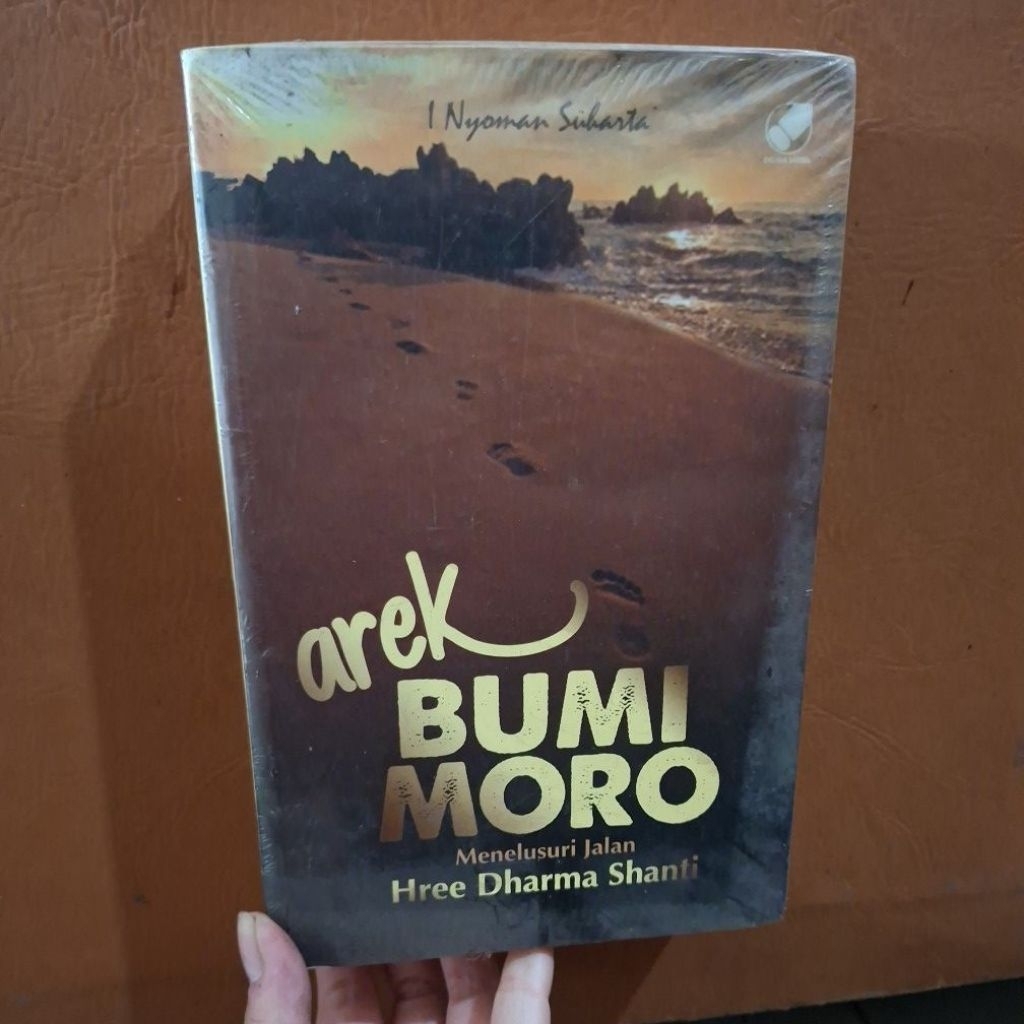 I Nyoman Suharta
arek
BUMI
MORO
Menelusuri Jalan
Hree Dharma Shanti